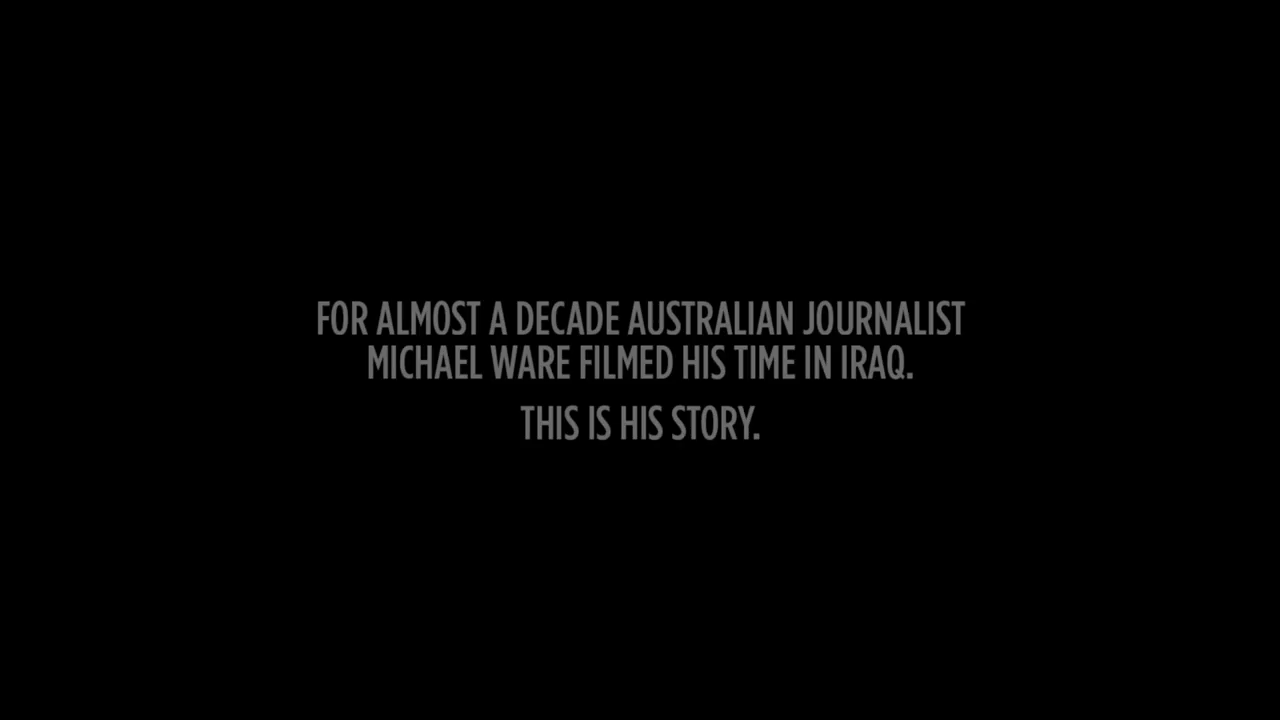 FOR ALMOST A DECADE AUSTRALIAN JOURNALIST
MICHAEL WARE FILMED HIS TIME IN IRAQ.
THIS IS HIS STORY.